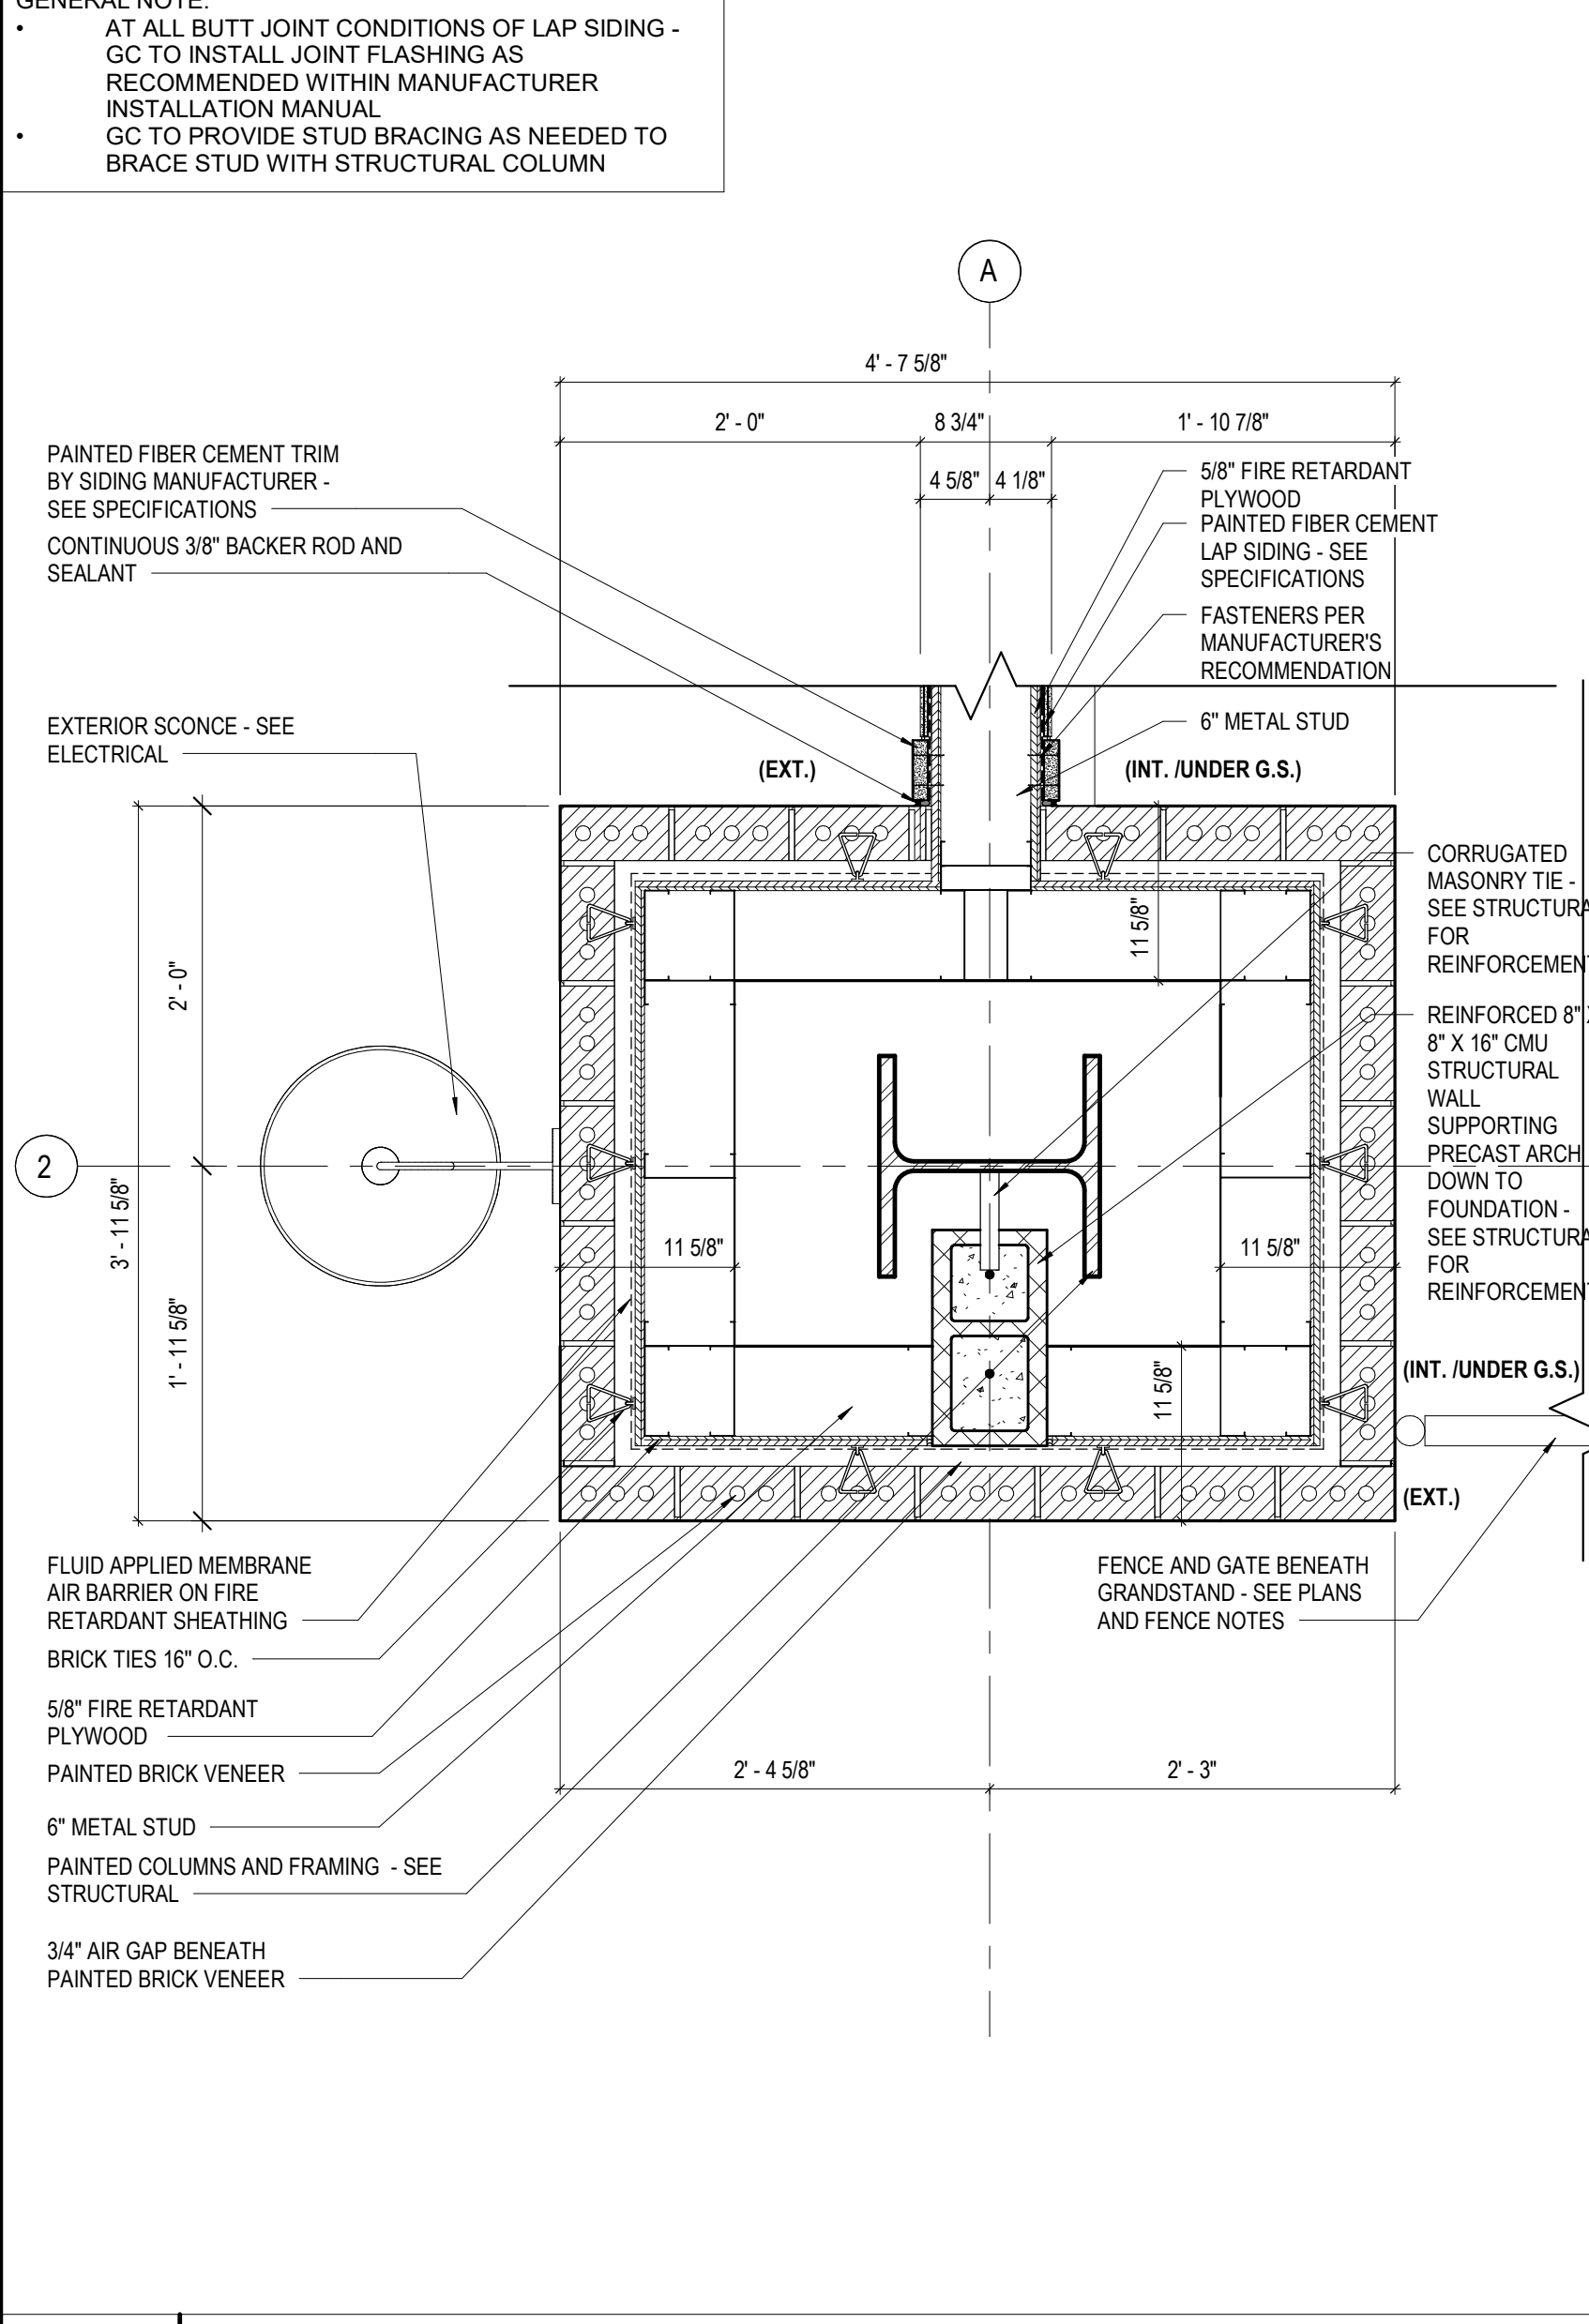 GENERAL NOTE:
• AT ALL BUTT JOINT CONDITIONS OF LAP SIDING -
GC TO INSTALL JOINT FLASHING AS
RECOMMENDED WITHIN MANUFACTURER
INSTALLATION MANUAL
• GC TO PROVIDE STUD BRACING AS NEEDED TO
BRACE STUD WITH STRUCTURAL COLUMN
A
4' - 7 5/8"
2' - 0"
8 3/4"
1' - 10 7/8"
4 5/8"
4 1/8"
PAINTED FIBER CEMENT TRIM
BY SIDING MANUFACTURER -
SEE SPECIFICATIONS
CONTINUOUS 3/8" BACKER ROD AND
SEALANT
5/8" FIRE RETARDANT
PLYWOOD
PAINTED FIBER CEMENT
LAP SIDING - SEE
SPECIFICATIONS
FASTENERS PER
MANUFACTURER'S
RECOMMENDATION
6" METAL STUD
EXTERIOR SCONCE - SEE
ELECTRICAL
(EXT.)
(INT. /UNDER G.S.)
CORRUGATED
MASONRY TIE -
SEE STRUCTURA
FOR
REINFORCEMENT
11 5/8"
2' - 0"
REINFORCED 8" X
8" X 16" CMU
STRUCTURAL
WALL
SUPPORTING
PRECAST ARCH
DOWN TO
FOUNDATION -
SEE STRUCTURA
FOR
REINFORCEMENT
2
3' - 11 5/8"
11 5/8"
11 5/8"
1' - 11 5/8"
11 5/8"
(INT. /UNDER G.S.)
(EXT.)
FLUID APPLIED MEMBRANE
AIR BARRIER ON FIRE
RETARDANT SHEATHING
BRICK TIES 16" O.C.
5/8" FIRE RETARDANT
PLYWOOD
PAINTED BRICK VENEER
6" METAL STUD
PAINTED COLUMNS AND FRAMING - SEE
STRUCTURAL
3/4" AIR GAP BENEATH
PAINTED BRICK VENEER
FENCE AND GATE BENEATH
GRANDSTAND - SEE PLANS
AND FENCE NOTES
2' - 4 5/8"
2' - 3"